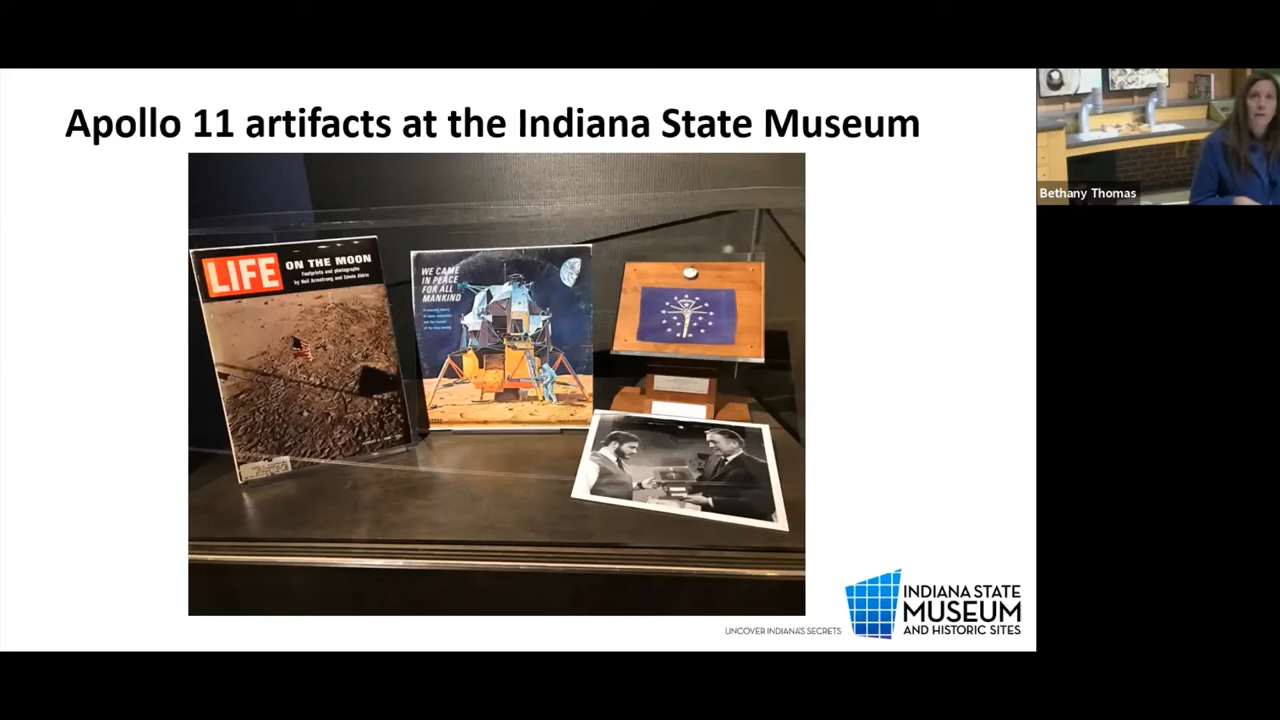 Apollo 11 artifacts at the Indiana State Museum
Bethany Thomas
LIFE
ON THE MOON
Footprints and photographs
by Neil Armstrong and Edwin Aldrin
WE CAME
IN PEACE
FOR ALL
MANKIND
UNCOVER INDIANA'S SECRETS
INDIANA STATE
MUSEUM
AND HISTORIC SITES